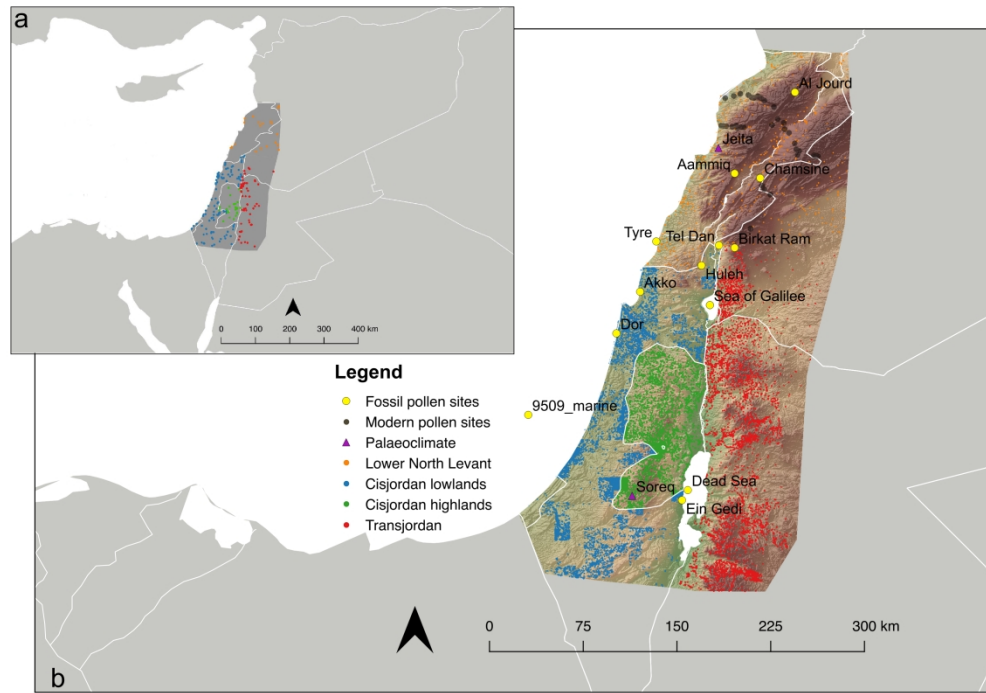 a
0 100 200 300 400 km
Al Jourd
Jeita
Aammiq
Chamsine
Tyre
Tel Dan
Birkat Ram
Huleh
Akko
Sea of Galilee
Dor
9509_marine
Dead Sea
Soreq
Ein Gedi
Legend
Fossil pollen sites
Modern pollen sites
Palaeoclimate
Lower North Levant
Cisjordan lowlands
Cisjordan highlands
Transjordan
0 75 150 225 300 km
b